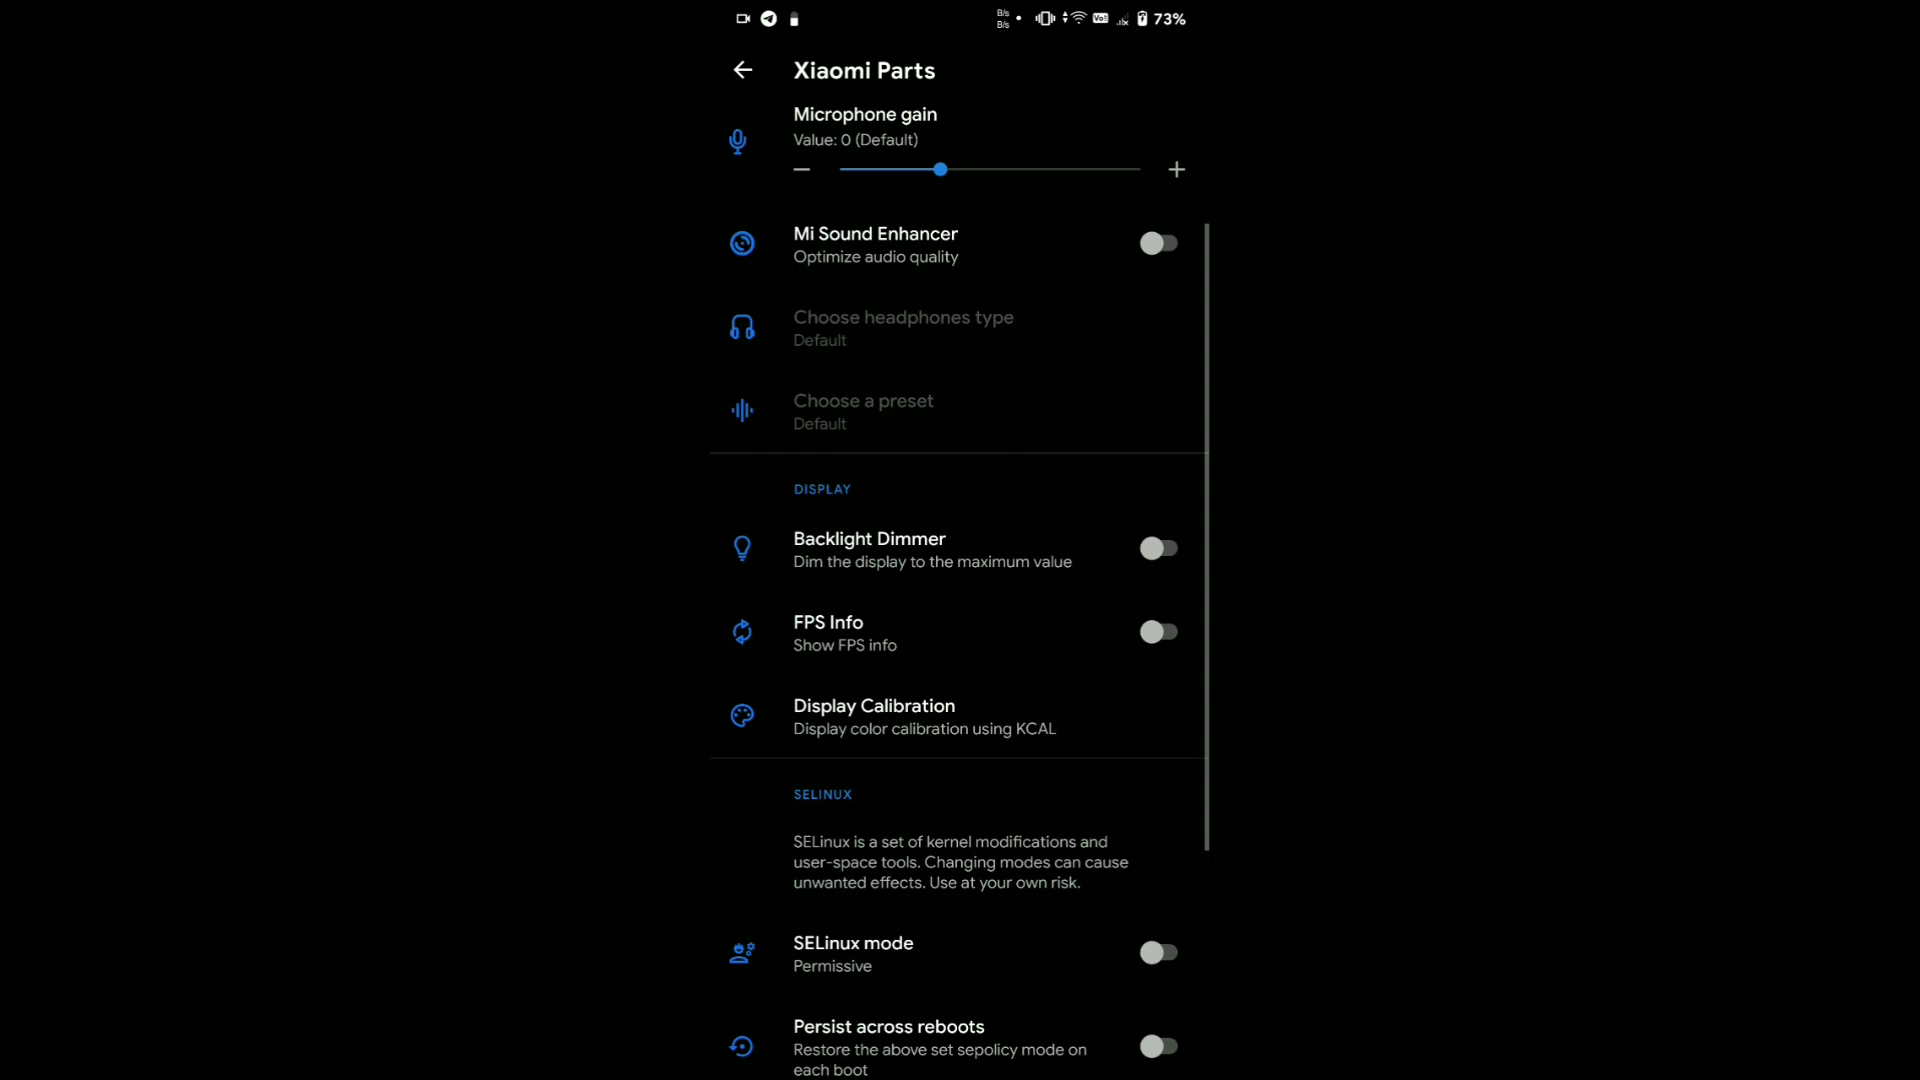 B/s
B/s
73%
Xiaomi Parts
Microphone gain
Value: 0 (Default)
Mi Sound Enhancer
Optimize audio quality
Choose headphones type
Default
Choose a preset
Default
DISPLAY
Backlight Dimmer
Dim the display to the maximum value
FPS Info
Show FPS info
Display Calibration
Display color calibration using KCAL
SELINUX
SELinux is a set of kernel modifications and
user-space tools. Changing modes can cause
unwanted effects. Use at your own risk.
SELinux mode
Permissive
Persist across reboots
Restore the above set sepolicy mode on
each boot